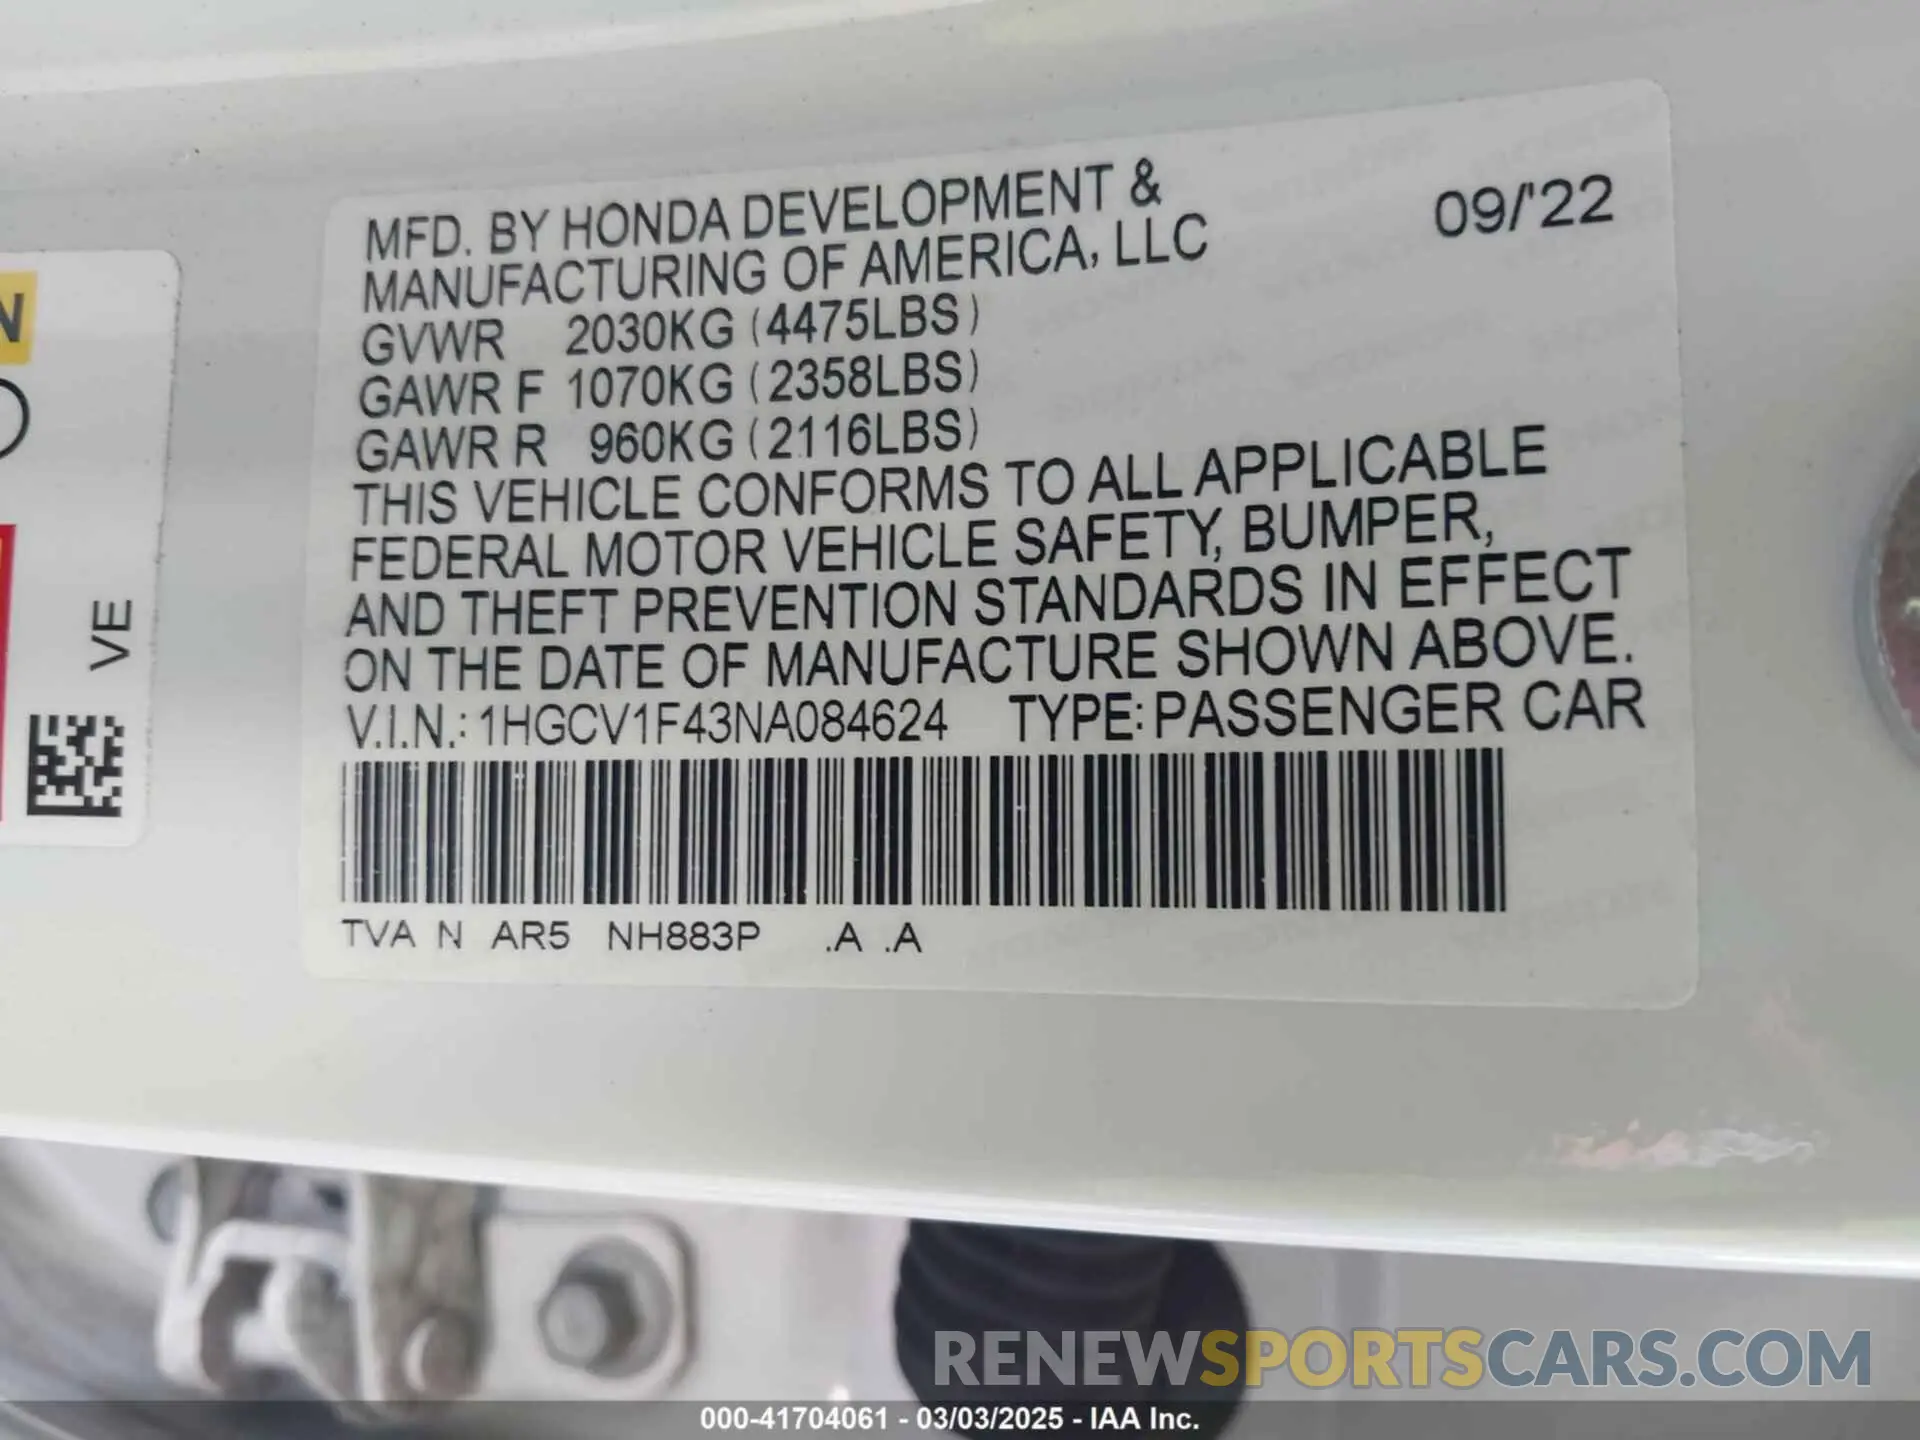 MFD. BY HONDA DEVELOPMENT &
MANUFACTURING OF AMERICA, LLC
09/'22
GVWR 2030KG (4475LBS)
GAWR F 1070KG (2358LBS)
GAWR R 960KG (2116LBS)
THIS VEHICLE CONFORMS TO ALL APPLICABLE
FEDERAL MOTOR VEHICLE SAFETY, BUMPER,
AND THEFT PREVENTION STANDARDS IN EFFECT
ON THE DATE OF MANUFACTURE SHOWN ABOVE.
V.I.N.: 1HGCV1F43NA084624 TYPE: PASSENGER CAR
TVA N AR5 NH883P .A .A
N
VE
RENEWSPORTSCARS.COM
000-41704061 - 03/03/2025 - IAA Inc.